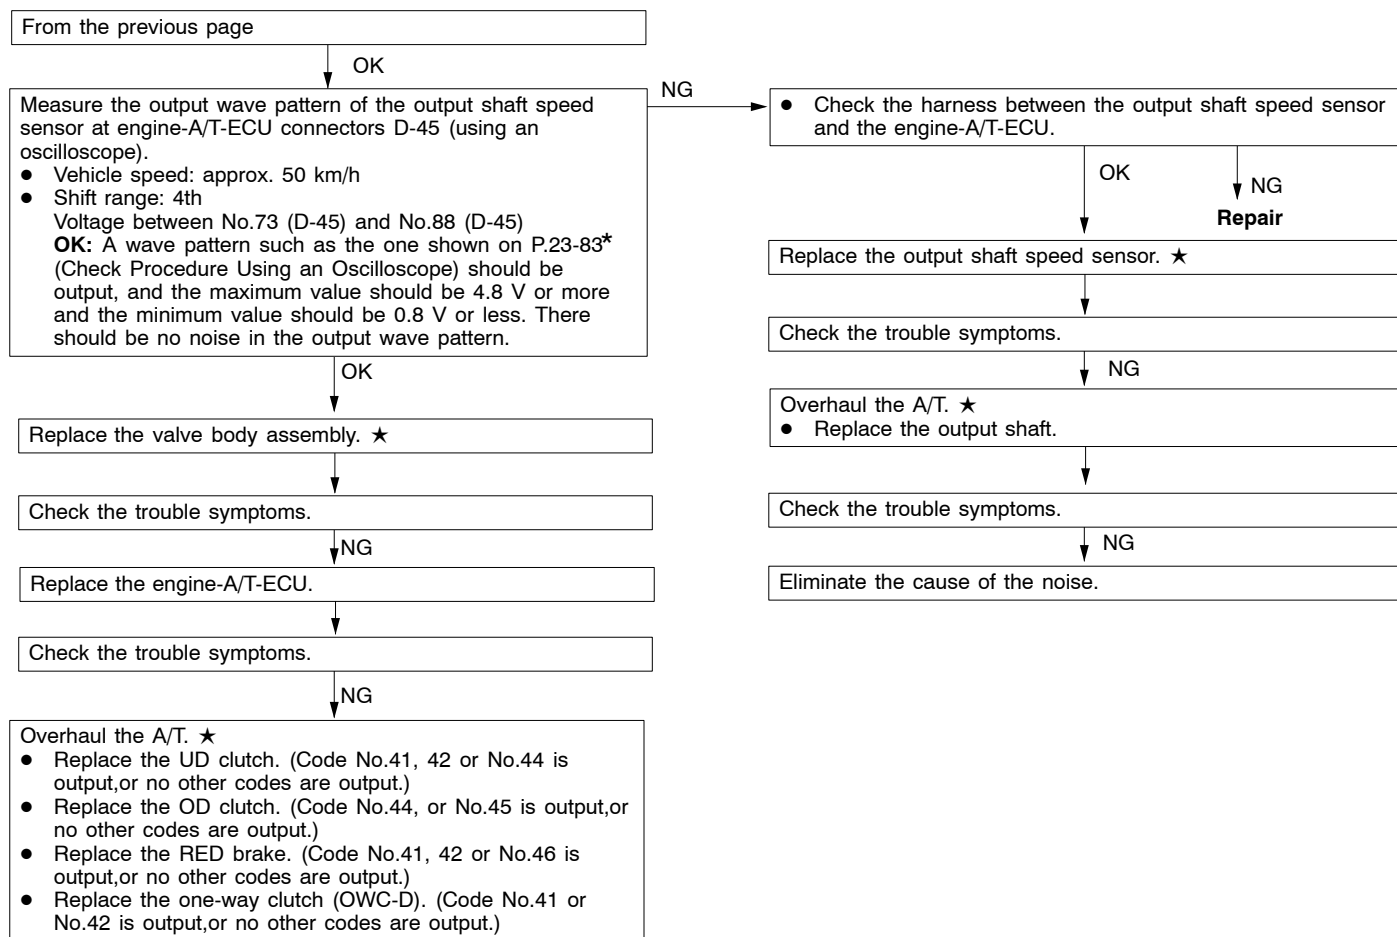 From the previous page
OK
Measure the output wave pattern of the output shaft speed
sensor at engine-A/T-ECU connectors D-45 (using an
oscilloscope).
● Vehicle speed: approx. 50 km/h
● Shift range: 4th
Voltage between No.73 (D-45) and No.88 (D-45)
OK: A wave pattern such as the one shown on P.23-83*
(Check Procedure Using an Oscilloscope) should be
output, and the maximum value should be 4.8 V or more
and the minimum value should be 0.8 V or less. There
should be no noise in the output wave pattern.
OK
Replace the valve body assembly. ★
Check the trouble symptoms.
NG
Replace the engine-A/T-ECU.
Check the trouble symptoms.
NG
Overhaul the A/T. ★
● Replace the UD clutch. (Code No.41, 42 or No.44 is
output,or no other codes are output.)
● Replace the OD clutch. (Code No.44, or No.45 is output,or
no other codes are output.)
● Replace the RED brake. (Code No.41, 42 or No.46 is
output,or no other codes are output.)
● Replace the one-way clutch (OWC-D). (Code No.41 or
No.42 is output,or no other codes are output.)
NG
● Check the harness between the output shaft speed sensor
and the engine-A/T-ECU.
OK
NG
Repair
Replace the output shaft speed sensor. ★
Check the trouble symptoms.
NG
Overhaul the A/T. ★
● Replace the output shaft.
Check the trouble symptoms.
NG
Eliminate the cause of the noise.